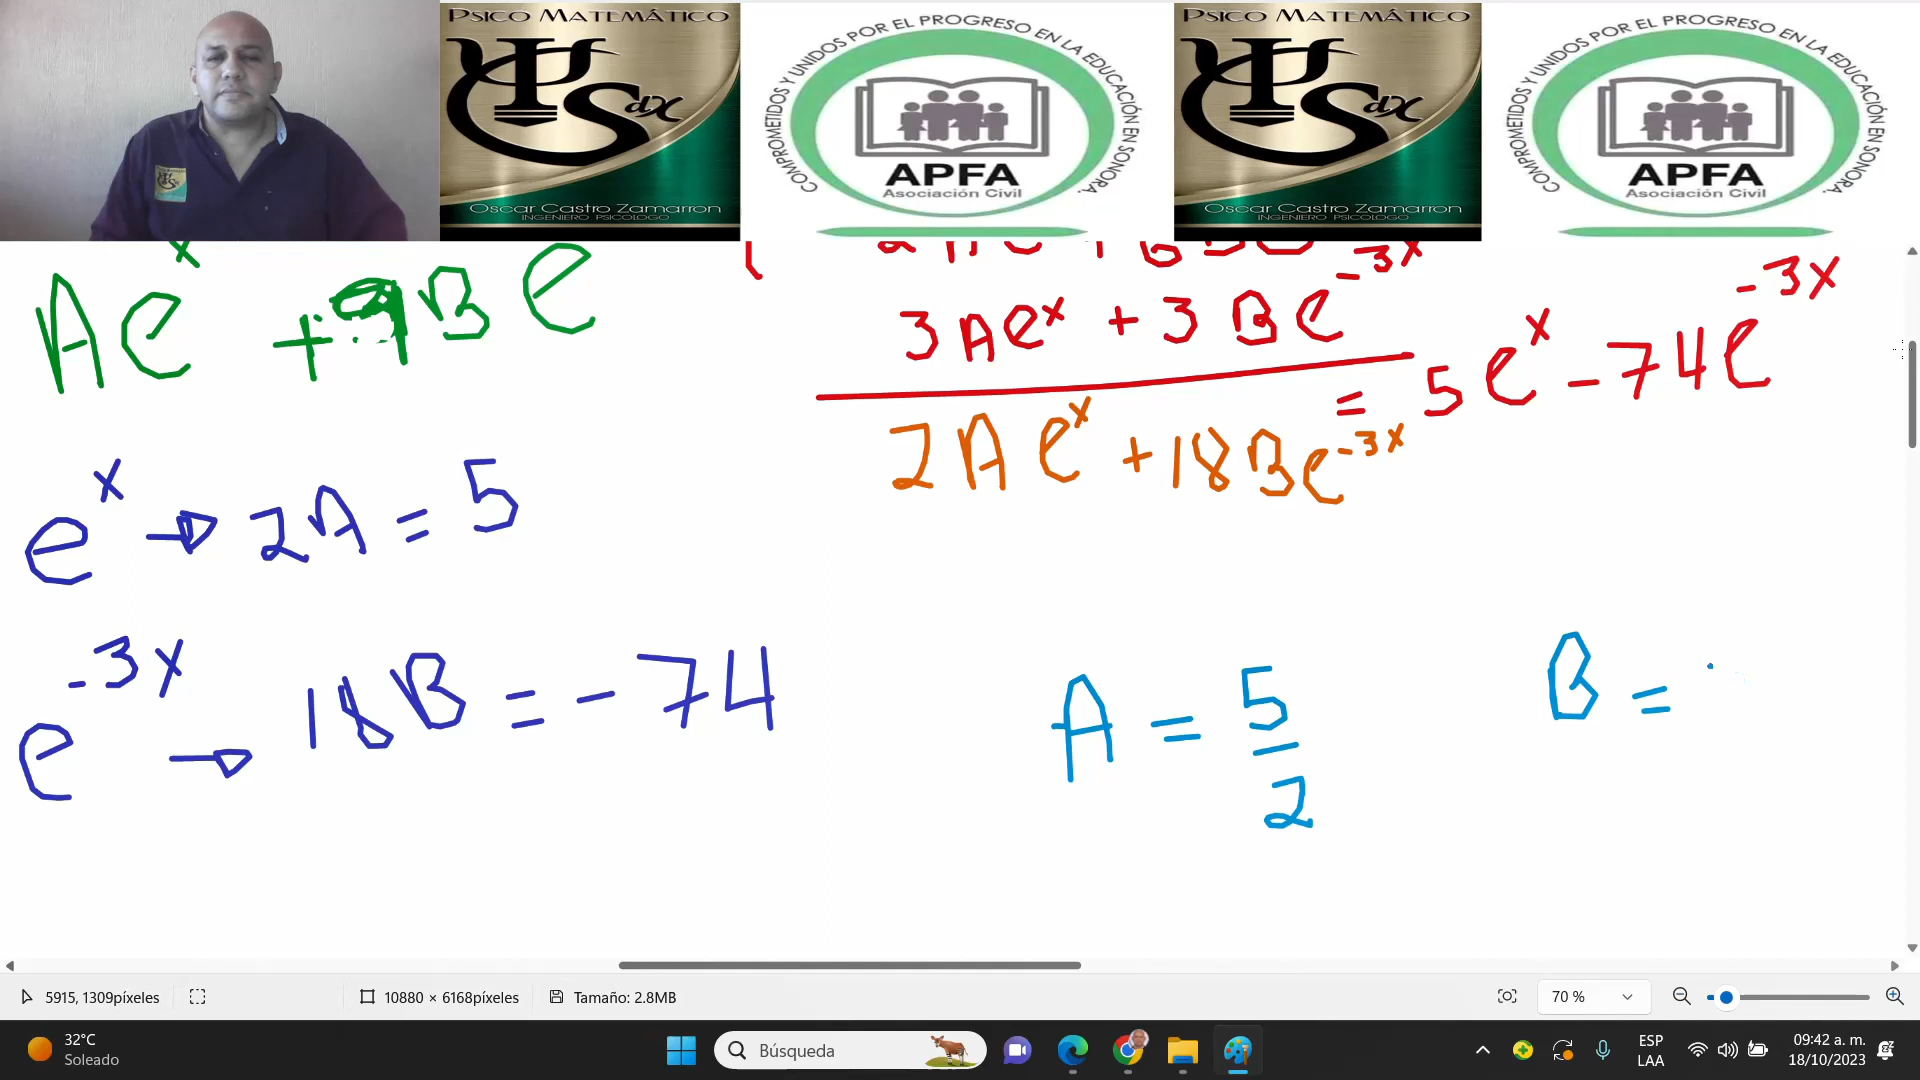 PSICO MATEMÁTICO
dx
Oscar Castro Zamarron
INGENIERO PSICOLOGO
COMPROMETIDOS Y UNIDOS POR EL PROGRESO EN LA EDUCACIÓN EN SONORA.
APFA
Asociación Civil
PSICO MATEMÁTICO
dx
Oscar Castro Zamarron
INGENIERO PSICOLOGO
COMPROMETIDOS Y UNIDOS POR EL PROGRESO EN LA EDUCACIÓN EN SONORA.
APFA
Asociación Civil
Ae^x + 9Be
3Ae^x + 3Be^-3x
= 5e^x - 74e^-3x
2Ae^x + 18Be^-3x
e^x → 2A = 5
e^-3x → 18B = -74
A = 5/2
B =
5915, 1309píxeles
10880 × 6168píxeles
Tamaño: 2.8MB
70 %
32°C
Soleado
Búsqueda
ESP
LAA
09:42 a. m.
18/10/2023